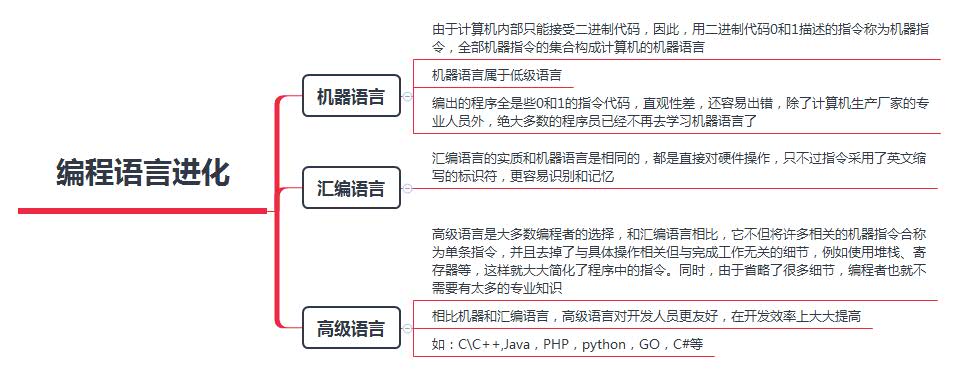 编程语言进化
机器语言
由于计算机内部只能接受二进制代码，因此，用二进制代码0和1描述的指令称为机器指
令，全部机器指令的集合构成计算机的机器语言
机器语言属于低级语言
编出的程序全是些0和1的指令代码，直观性差，还容易出错，除了计算机生产厂家的专
业人员外，绝大多数的程序员已经不再去学习机器语言了
汇编语言
汇编语言的实质和机器语言是相同的，都是直接对硬件操作，只不过指令采用了英文缩
写的标识符，更容易识别和记忆
高级语言
高级语言是大多数编程者的选择，和汇编语言相比，它不但将许多相关的机器指令合称
为单条指令，并且去掉了与具体操作相关但与完成工作无关的细节，例如使用堆栈、寄
存器等，这样就大大简化了程序中的指令。同时，由于省略了很多细节，编程者也就不
需要有太多的专业知识
相比机器和汇编语言，高级语言对开发人员更友好，在开发效率上大大提高
如：C\C++,Java，PHP，python，GO，C#等